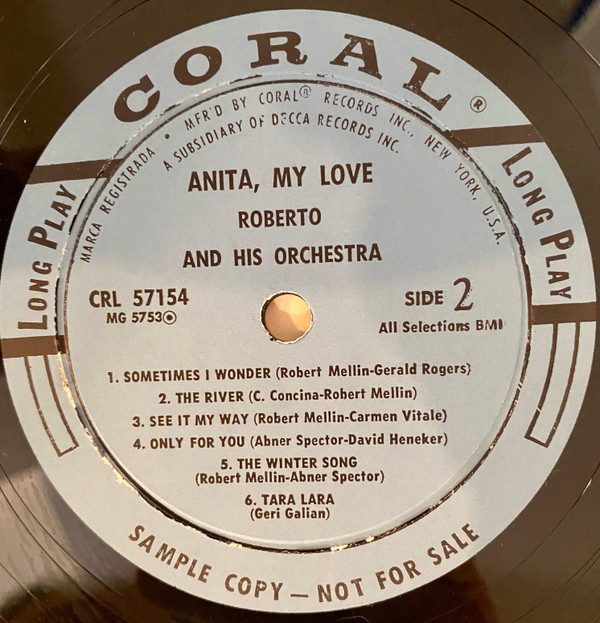 CORAL®
MARCA REGISTRADA • MFR'D BY CORAL® RECORDS INC., NEW YORK, U.S.A.
A SUBSIDIARY OF DECCA RECORDS INC.
LONG PLAY
LONG PLAY
ANITA, MY LOVE
ROBERTO
AND HIS ORCHESTRA
CRL 57154
MG 5753
SIDE 2
All Selections BMI
1. SOMETIMES I WONDER (Robert Mellin-Gerald Rogers)
2. THE RIVER (C. Concina-Robert Mellin)
3. SEE IT MY WAY (Robert Mellin-Carmen Vitale)
4. ONLY FOR YOU (Abner Spector-David Heneker)
5. THE WINTER SONG
(Robert Mellin-Abner Spector)
6. TARA LARA
(Geri Galian)
SAMPLE COPY — NOT FOR SALE